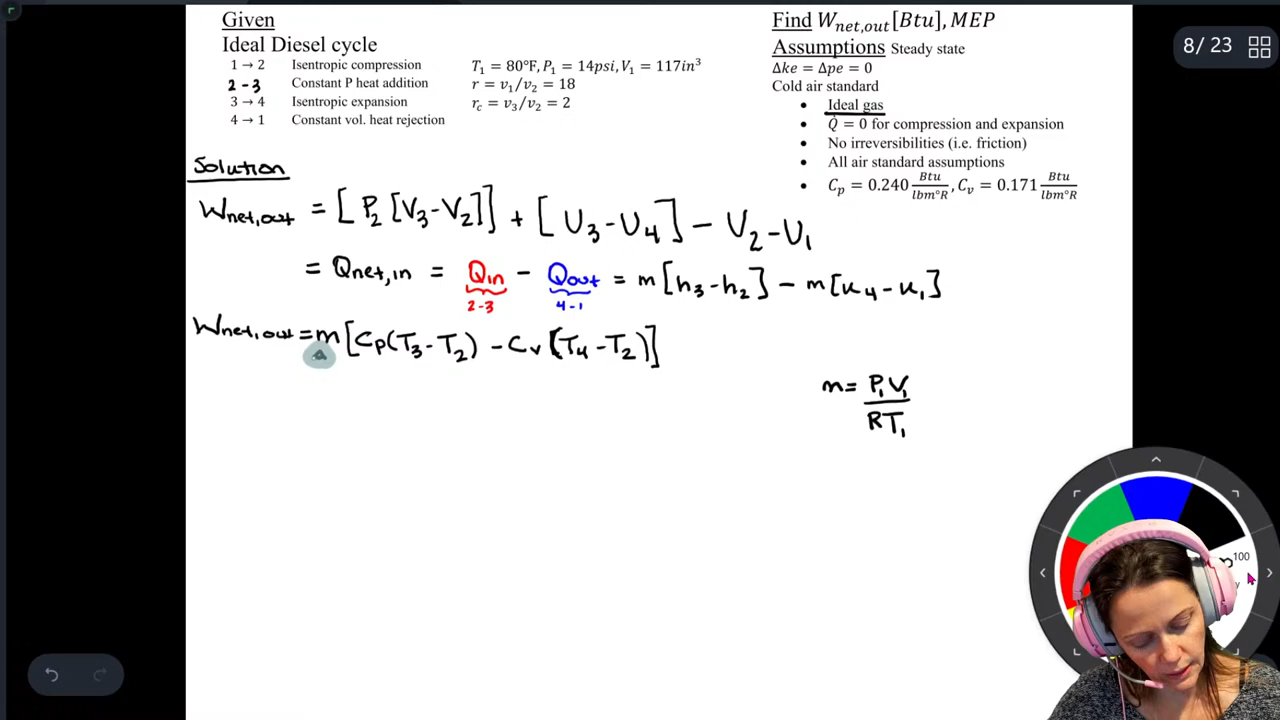 Given
Ideal Diesel cycle
1 → 2 Isentropic compression
2-3 Constant P heat addition
3 → 4 Isentropic expansion
4 → 1 Constant vol. heat rejection
T₁ = 80°F, P₁ = 14psi, V₁ = 117in³
r = v₁/v₂ = 18
r_c = v₃/v₂ = 2
Find W_net,out [Btu], MEP
Assumptions Steady state
Δke = Δpe = 0
Cold air standard
• Ideal gas
• Q̇ = 0 for compression and expansion
• No irreversibilities (i.e. friction)
• All air standard assumptions
• C_p = 0.240 Btu/lbm°R, C_v = 0.171 Btu/lbm°R
8 / 23
Solution
W_net,out = [P₂[V₃-V₂]] + [U₃-U₄] - U₂-U₁
= Q_net,in = Q_in - Q_out = m[h₃-h₂] - m[u₄-u₁]
2-3 4-1
W_net,out = m[C_p(T₃-T₂) - C_v(T₄-T₂)]
m = P₁V₁/RT₁
100